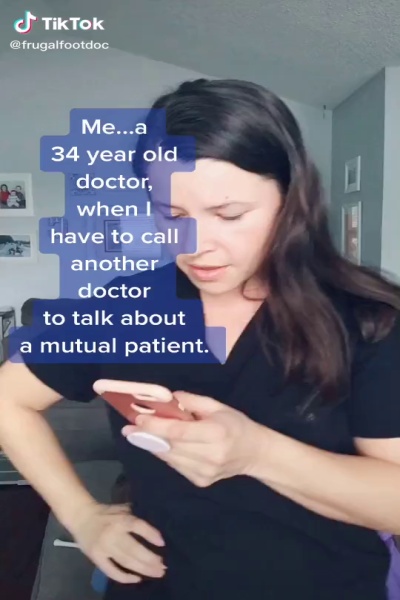 TikTok
@frugalfootdoc
Me...a
34 year old
doctor,
when I
have to call
another
doctor
to talk about
a mutual patient.